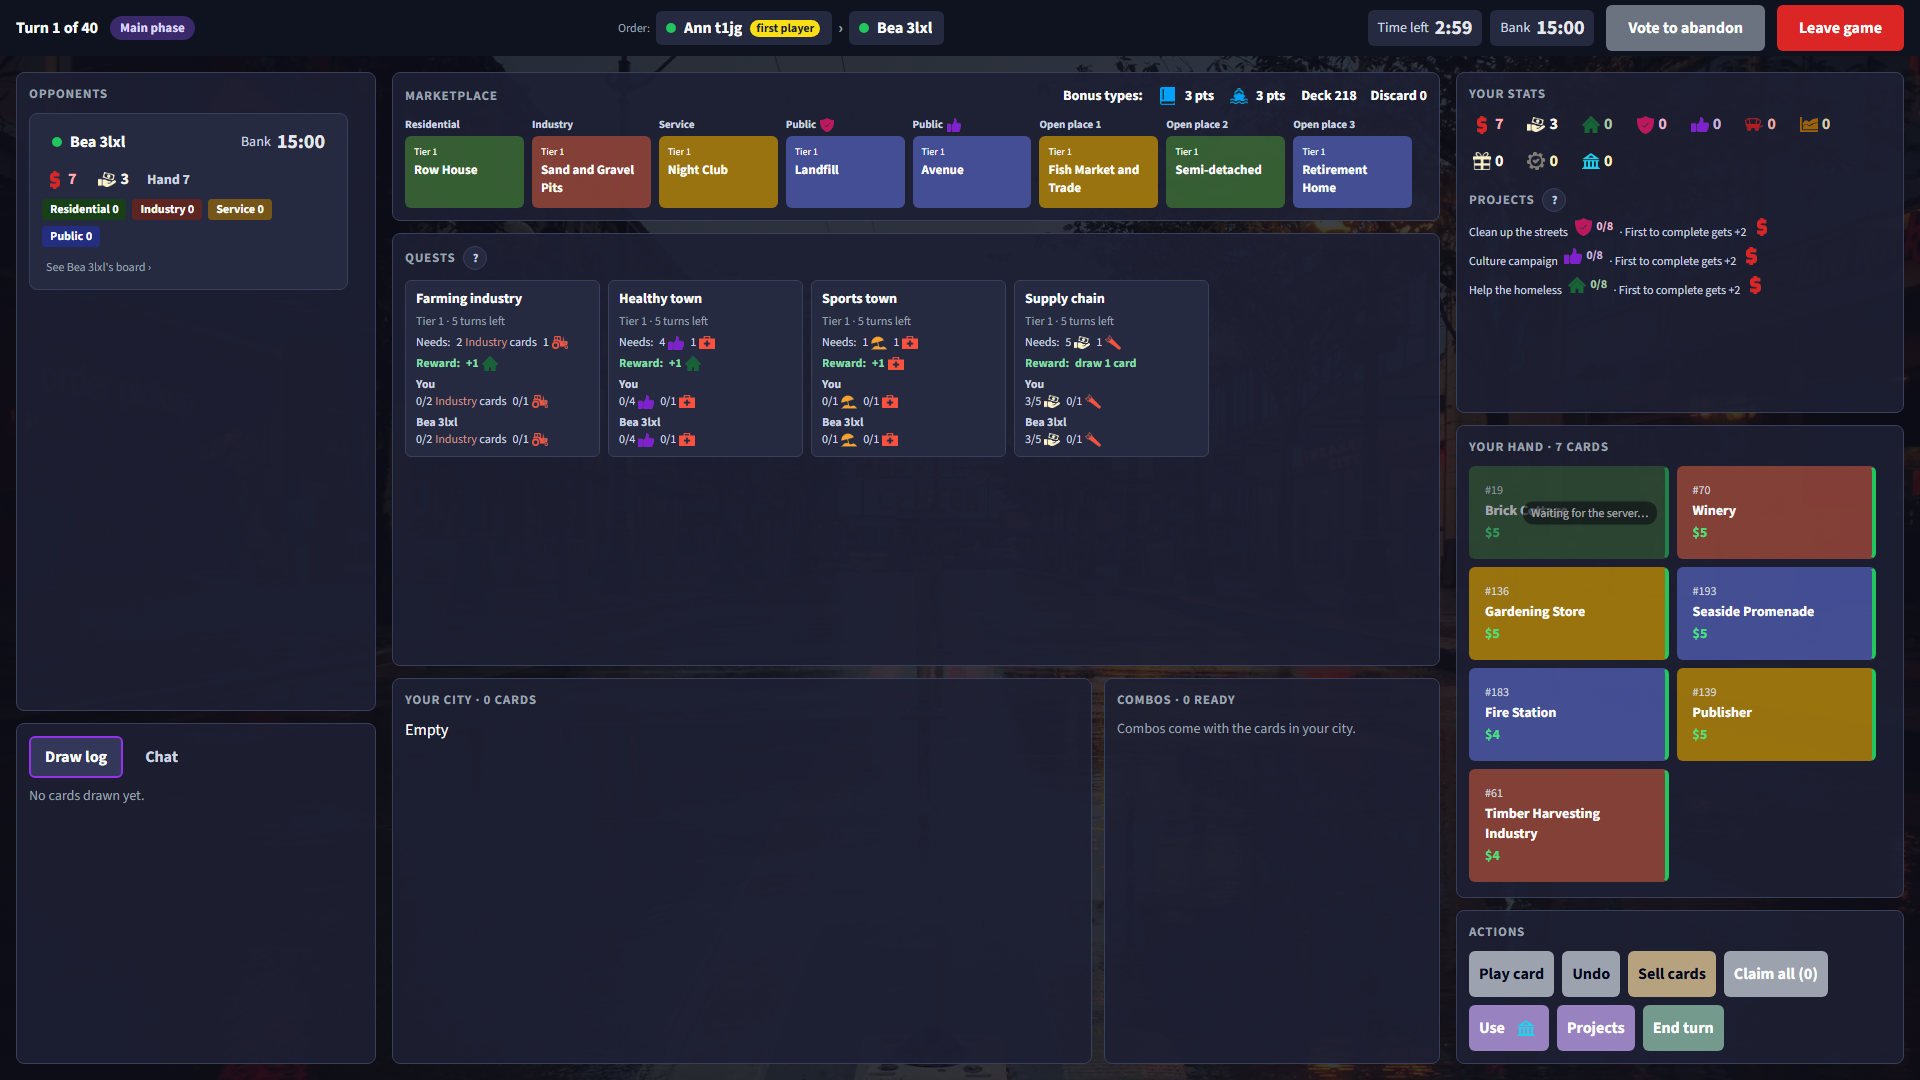 Turn 1 of 40 Main phase
Order: Ann t1jg first player › Bea 3lxl
Time left 2:59 Bank 15:00 Vote to abandon Leave game
OPPONENTS
Bea 3lxl Bank 15:00
7 3 Hand 7
Residential 0 Industry 0 Service 0
Public 0
See Bea 3lxl's board ›
Draw log Chat
No cards drawn yet.
MARKETPLACE Bonus types: 3 pts 3 pts Deck 218 Discard 0
Residential Industry Service Public Public Open place 1 Open place 2 Open place 3
Tier 1
Row House
Tier 1
Sand and Gravel
Pits
Tier 1
Night Club
Tier 1
Landfill
Tier 1
Avenue
Tier 1
Fish Market and
Trade
Tier 1
Semi-detached
Tier 1
Retirement
Home
QUESTS ?
Farming industry
Tier 1 · 5 turns left
Needs: 2 Industry cards 1
Reward: +1
You
0/2 Industry cards 0/1
Bea 3lxl
0/2 Industry cards 0/1
Healthy town
Tier 1 · 5 turns left
Needs: 4 1
Reward: +1
You
0/4 0/1
Bea 3lxl
0/4 0/1
Sports town
Tier 1 · 5 turns left
Needs: 1 1
Reward: +1
You
0/1 0/1
Bea 3lxl
0/1 0/1
Supply chain
Tier 1 · 5 turns left
Needs: 5 1
Reward: draw 1 card
You
3/5 0/1
Bea 3lxl
3/5 0/1
YOUR CITY · 0 CARDS
Empty
COMBOS · 0 READY
Combos come with the cards in your city.
YOUR STATS
7 3 0 0 0 0 0
0 0 0
PROJECTS ?
Clean up the streets 0/8 · First to complete gets +2
Culture campaign 0/8 · First to complete gets +2
Help the homeless 0/8 · First to complete gets +2
YOUR HAND · 7 CARDS
#19
Brick
Waiting for the server…
$5
#70
Winery
$5
#136
Gardening Store
$5
#193
Seaside Promenade
$5
#183
Fire Station
$4
#139
Publisher
$5
#61
Timber Harvesting
Industry
$4
ACTIONS
Play card Undo Sell cards Claim all (0)
Use Projects End turn